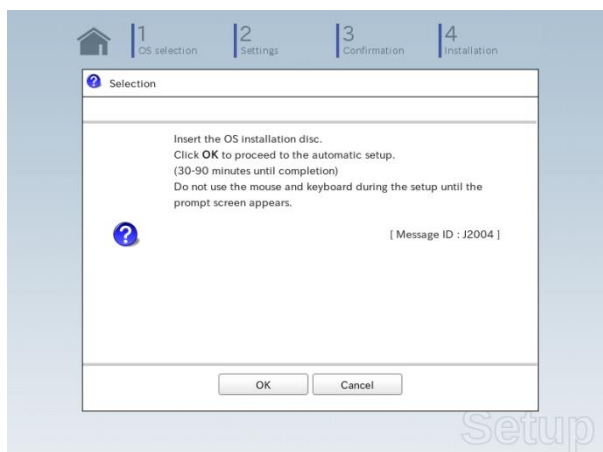 1
OS selection
2
Settings
3
Confirmation
4
Installation
Selection
Insert the OS installation disc.
Click OK to proceed to the automatic setup.
(30-90 minutes until completion)
Do not use the mouse and keyboard during the setup until the
prompt screen appears.
[ Message ID : J2004 ]
OK
Cancel
Setup